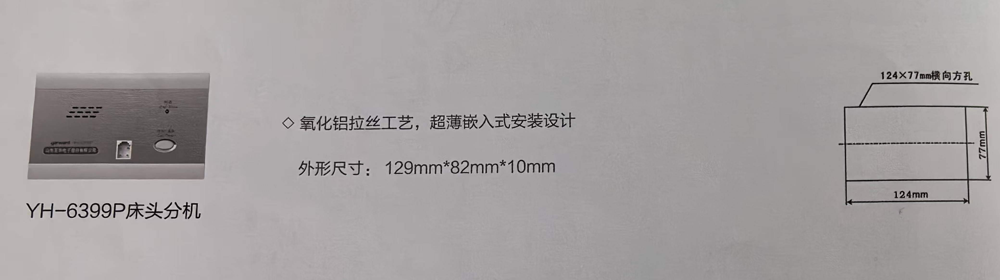 124×77mm横向方孔
◇ 氧化铝拉丝工艺，超薄嵌入式安装设计
外形尺寸： 129mm*82mm*10mm
77mm
124mm
YH-6399P床头分机